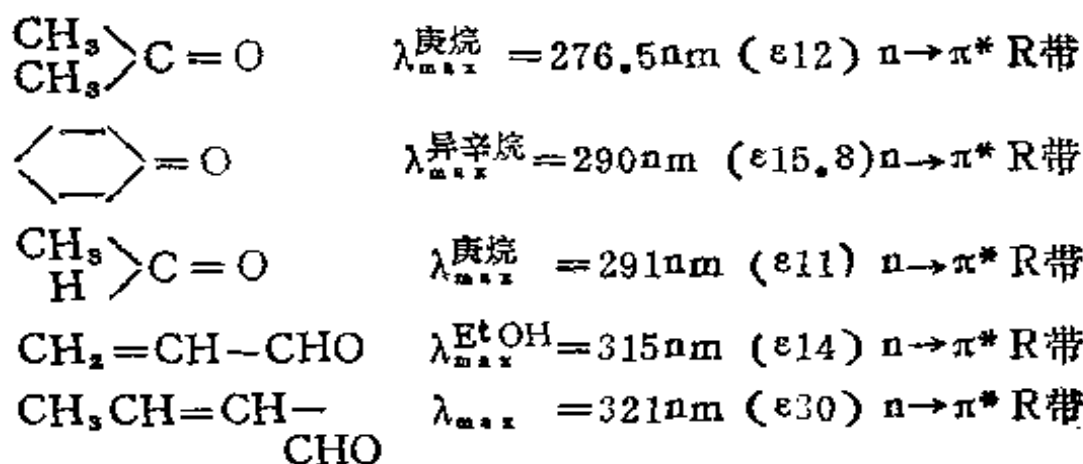 CH₃
CH₃ >C=O λmax庚烷 =276.5nm (ε12) n→π* R带
=O λmax异辛烷=290nm (ε15.8)n→π* R带
CH₃
H >C=O λmax庚烷 =291nm (ε11) n→π* R带
CH₂=CH-CHO λmaxEtOH=315nm (ε14) n→π* R带
CH₃CH=CH- λmax =321nm (ε30) n→π* R带
CHO